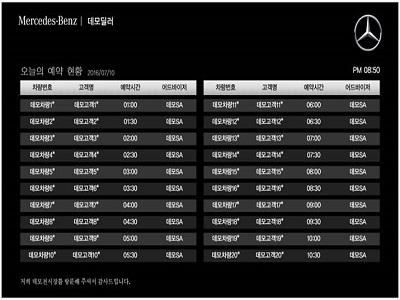 Mercedes-Benz | 데모딜러
오늘의 예약 현황 2016/07/10 PM 08:50
차량번호 고객명 예약시간 어드바이저 차량번호 고객명 예약시간 어드바이저
데모차량1* 데모고객1* 01:00 데모SA 데모차량11* 데모고객11* 06:00 데모SA
데모차량2* 데모고객2* 01:30 데모SA 데모차량12* 데모고객12* 06:30 데모SA
데모차량3* 데모고객3* 02:00 데모SA 데모차량13* 데모고객13* 07:00 데모SA
데모차량4* 데모고객4* 02:30 데모SA 데모차량14* 데모고객14* 07:30 데모SA
데모차량5* 데모고객5* 03:00 데모SA 데모차량15* 데모고객15* 08:00 데모SA
데모차량6* 데모고객6* 03:30 데모SA 데모차량16* 데모고객16* 08:30 데모SA
데모차량7* 데모고객7* 04:00 데모SA 데모차량17* 데모고객17* 09:00 데모SA
데모차량8* 데모고객8* 04:30 데모SA 데모차량18* 데모고객18* 09:30 데모SA
데모차량9* 데모고객9* 05:00 데모SA 데모차량19* 데모고객19* 10:00 데모SA
데모차량10* 데모고객10* 05:30 데모SA 데모차량20* 데모고객20* 10:30 데모SA
저희 데모전시장를 방문해 주셔서 감사드립니다.